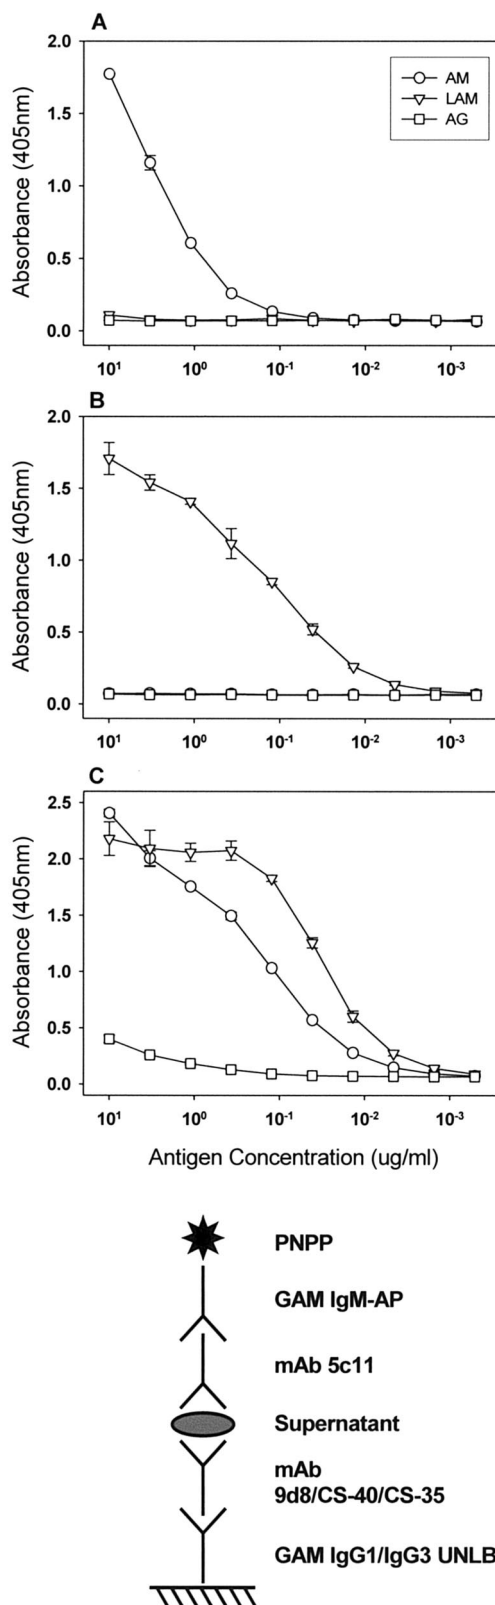 A
Absorbance (405nm)
2.0
1.5
1.0
0.5
0.0
AM
LAM
AG
10¹ 10⁰ 10⁻¹ 10⁻² 10⁻³
B
Absorbance (405nm)
2.0
1.5
1.0
0.5
0.0
10¹ 10⁰ 10⁻¹ 10⁻² 10⁻³
C
Absorbance (405nm)
2.5
2.0
1.5
1.0
0.5
0.0
10¹ 10⁰ 10⁻¹ 10⁻² 10⁻³
Antigen Concentration (ug/ml)
PNPP
GAM IgM-AP
mAb 5c11
Supernatant
mAb
9d8/CS-40/CS-35
GAM IgG1/IgG3 UNLB